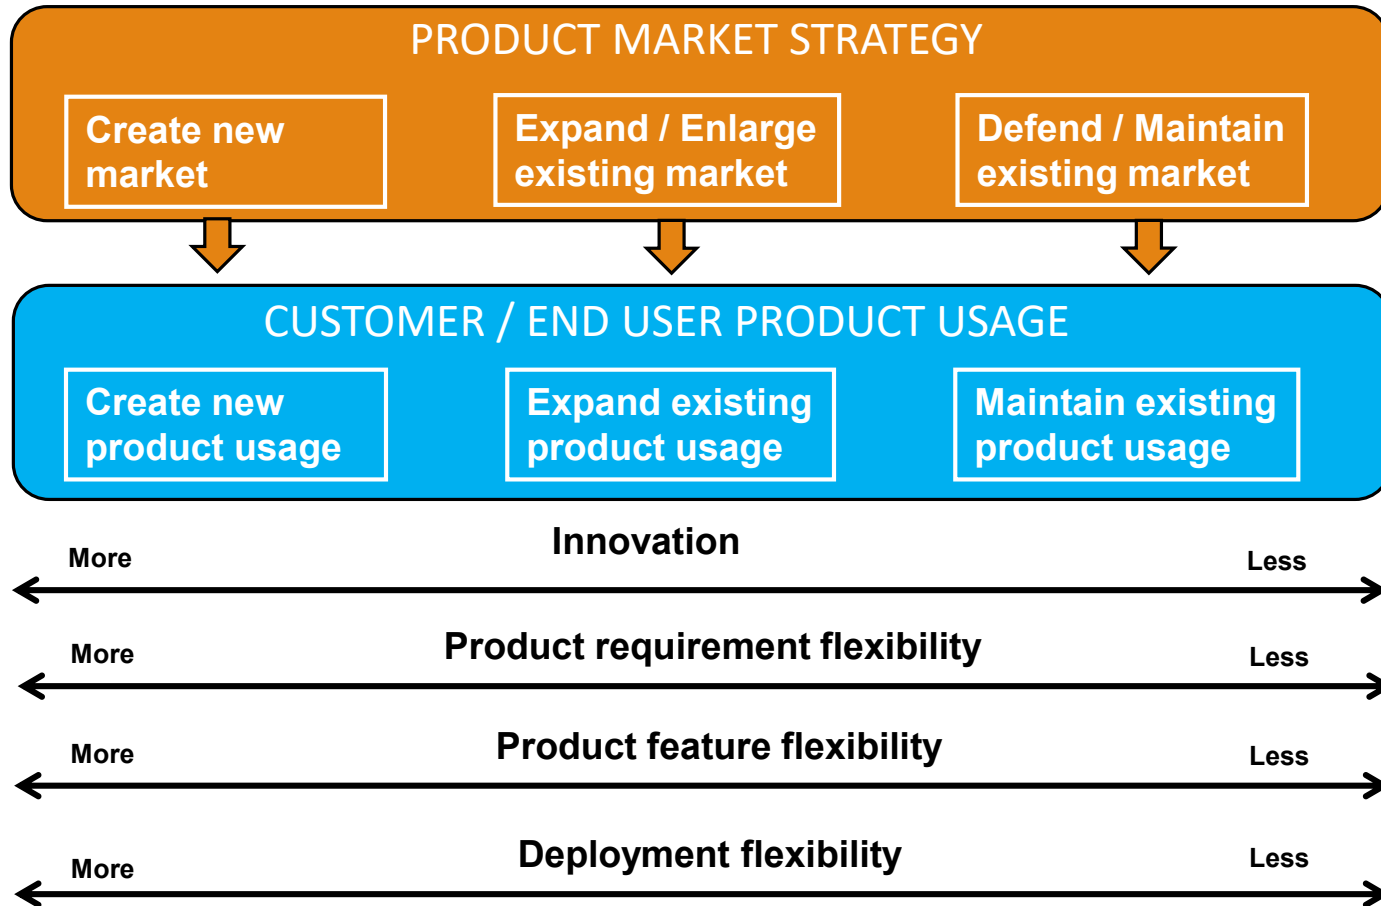 PRODUCT MARKET STRATEGY
Create new
market
Expand / Enlarge
existing market
Defend / Maintain
existing market
CUSTOMER / END USER PRODUCT USAGE
Create new
product usage
Expand existing
product usage
Maintain existing
product usage
Innovation
More
Less
Product requirement flexibility
More
Less
Product feature flexibility
More
Less
Deployment flexibility
More
Less